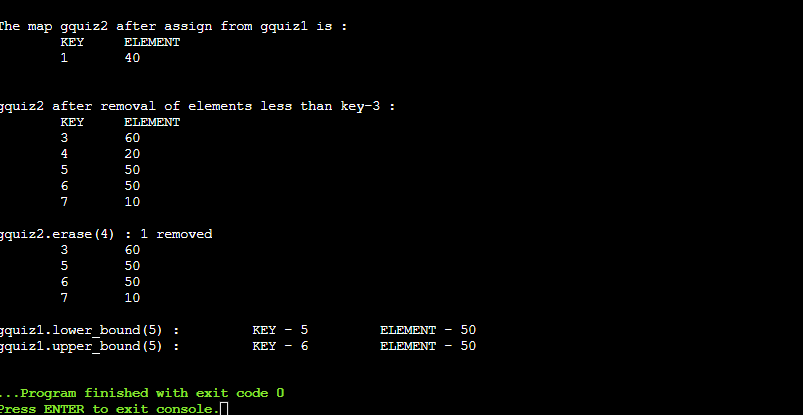 The map gquiz2 after assign from gquiz1 is :
KEY ELEMENT
1 40
gquiz2 after removal of elements less than key=3 :
KEY ELEMENT
3 60
4 20
5 50
6 50
7 10
gquiz2.erase(4) : 1 removed
3 60
5 50
6 50
7 10
gquiz1.lower_bound(5) : KEY = 5 ELEMENT = 50
gquiz1.upper_bound(5) : KEY = 6 ELEMENT = 50
...Program finished with exit code 0
Press ENTER to exit console.